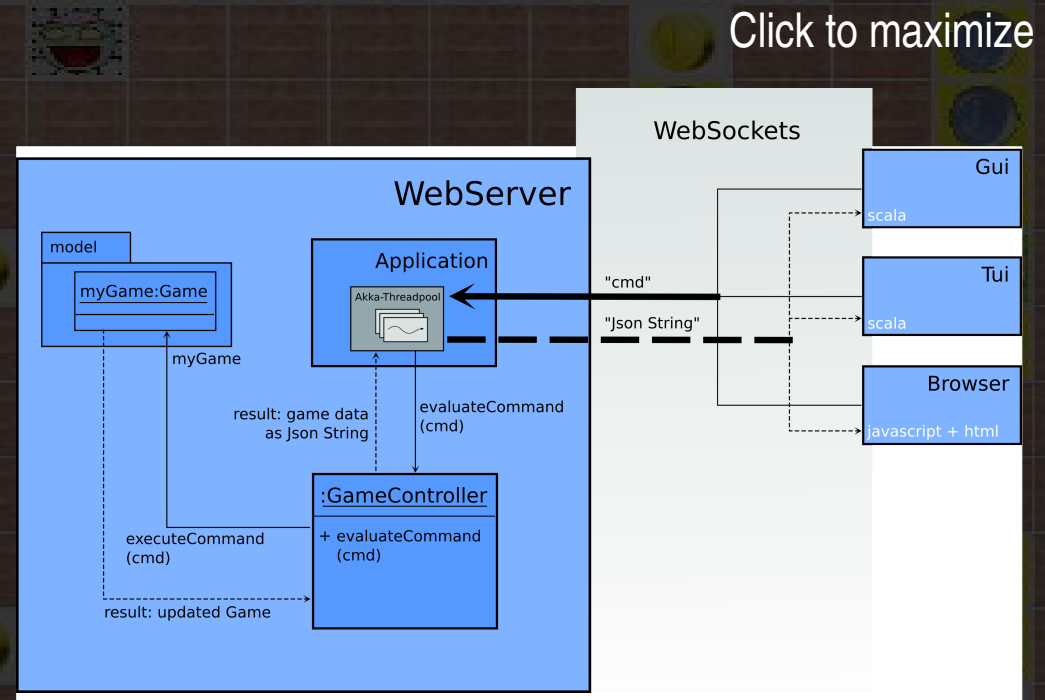 Click to maximize
WebSockets
Gui
scala
WebServer
model
myGame:Game
Application
Akka-Threadpool
"cmd"
"Json String"
Tui
scala
myGame
Browser
javascript + html
result: game data
as Json String
evaluateCommand
(cmd)
:GameController
+ evaluateCommand
(cmd)
executeCommand
(cmd)
result: updated Game